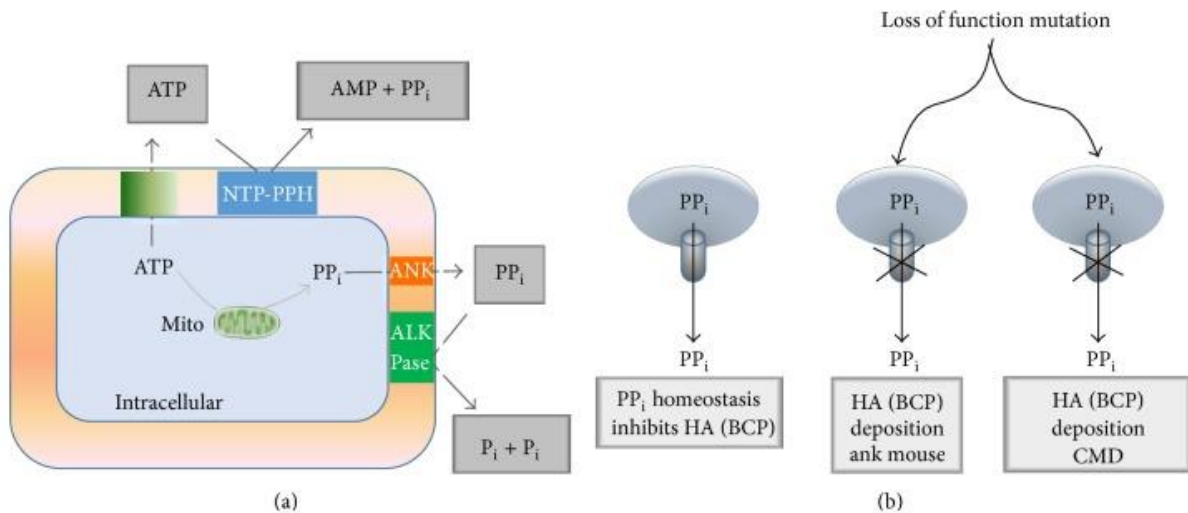 ATP
AMP + PPi
NTP-PPH
ATP
PPi
ANK
PPi
Mito
ALK
Pase
Intracellular
Pi + Pi
(a)
Loss of function mutation
PPi
PPi
PPi homeostasis
inhibits HA (BCP)
PPi
PPi
HA (BCP)
deposition
ank mouse
PPi
PPi
HA (BCP)
deposition
CMD
(b)